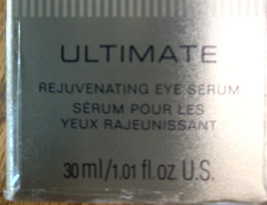 ULTIMATE
REJUVENATING EYE SERUM
SÉRUM POUR LES
YEUX RAJEUNISSANT
30 ml/1.01 fl.oz U.S.